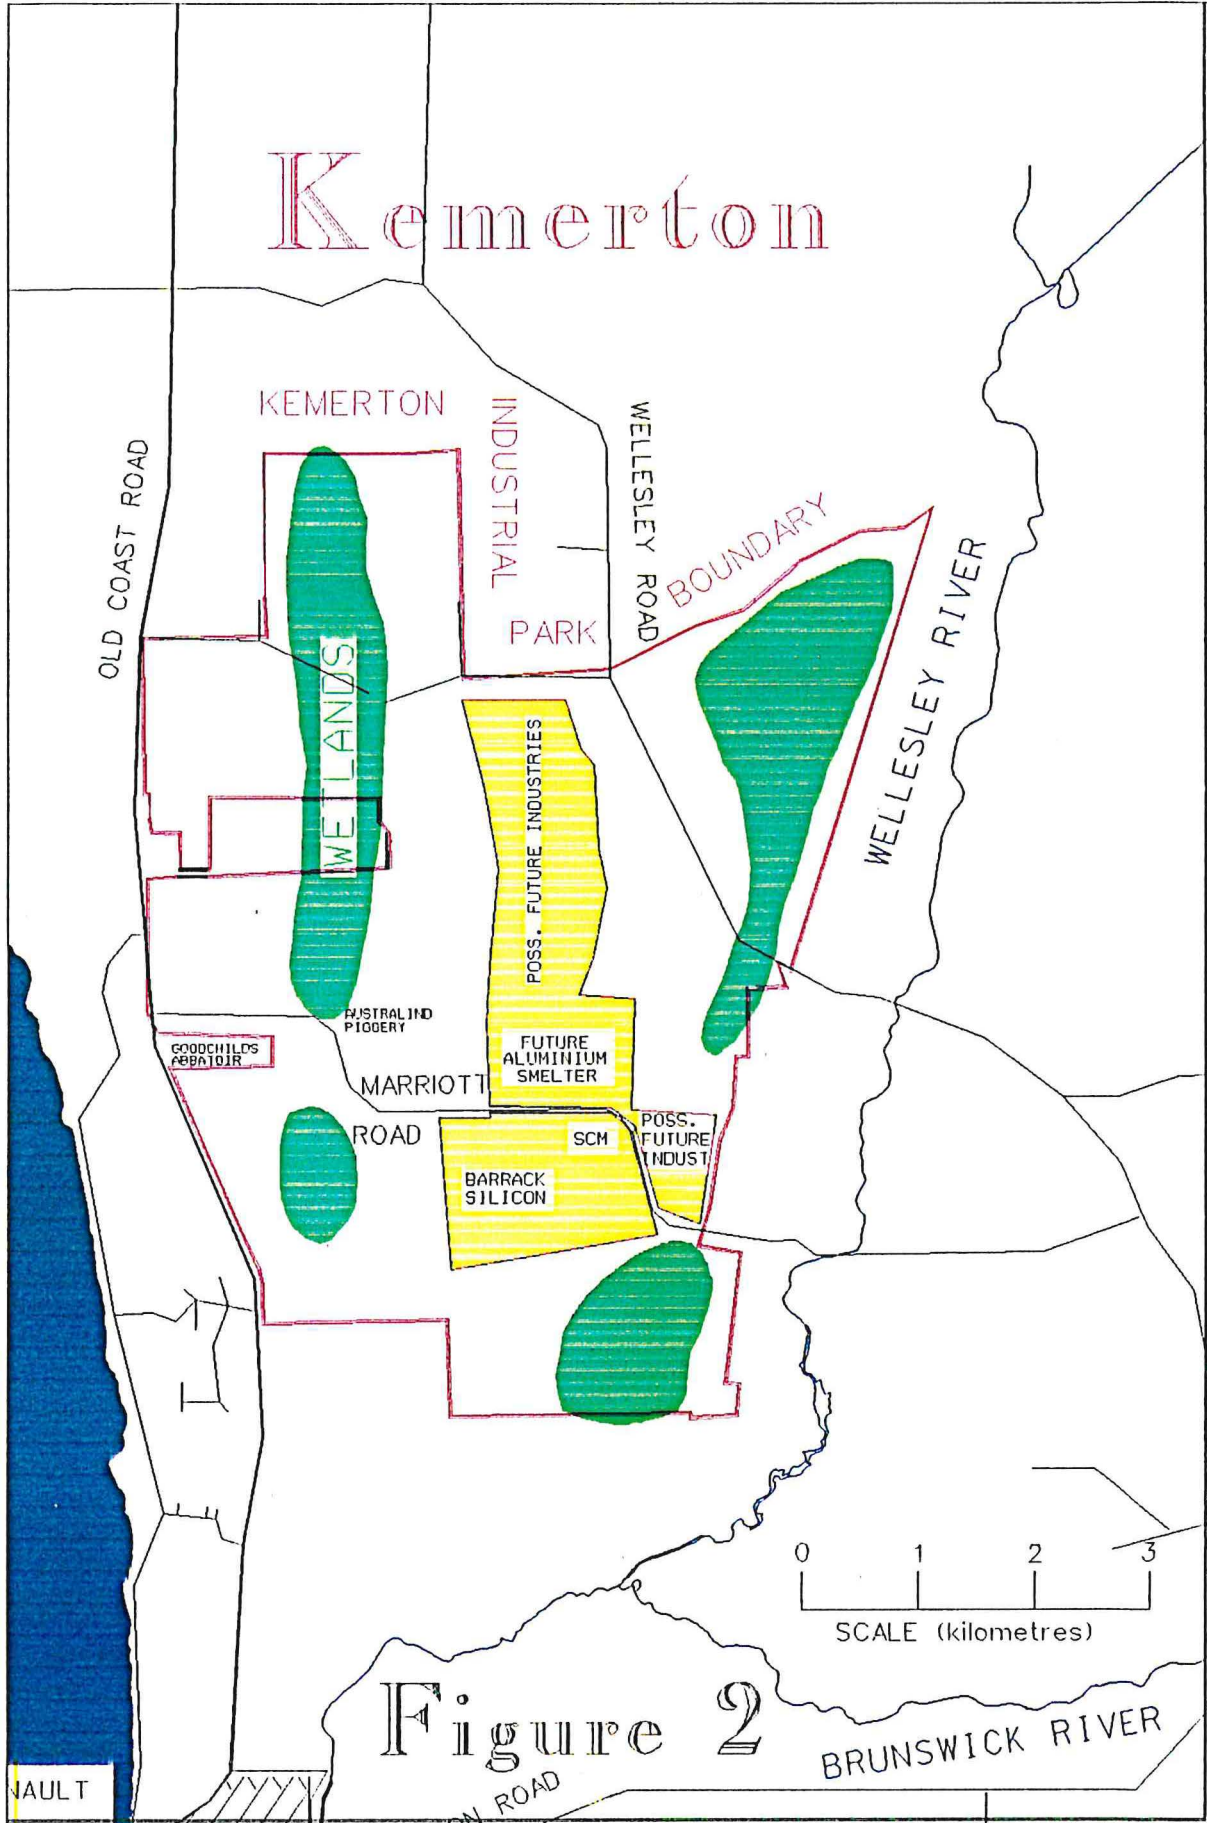 Kemerton
KEMERTON
INDUSTRIAL
PARK
BOUNDARY
OLD COAST ROAD
WELLESLEY ROAD
WELLESLEY RIVER
WETLANDS
POSS. FUTURE INDUSTRIES
AUSTRALIND
PIGGERY
GOODCHILDS
ABBATOIR
FUTURE
ALUMINIUM
SMELTER
MARRIOTT
ROAD
SCM
POSS.
FUTURE
INDUST
BARRACK
SILICON
0 1 2 3
SCALE (kilometres)
Figure 2
BRUNSWICK RIVER
NAULT
ON ROAD